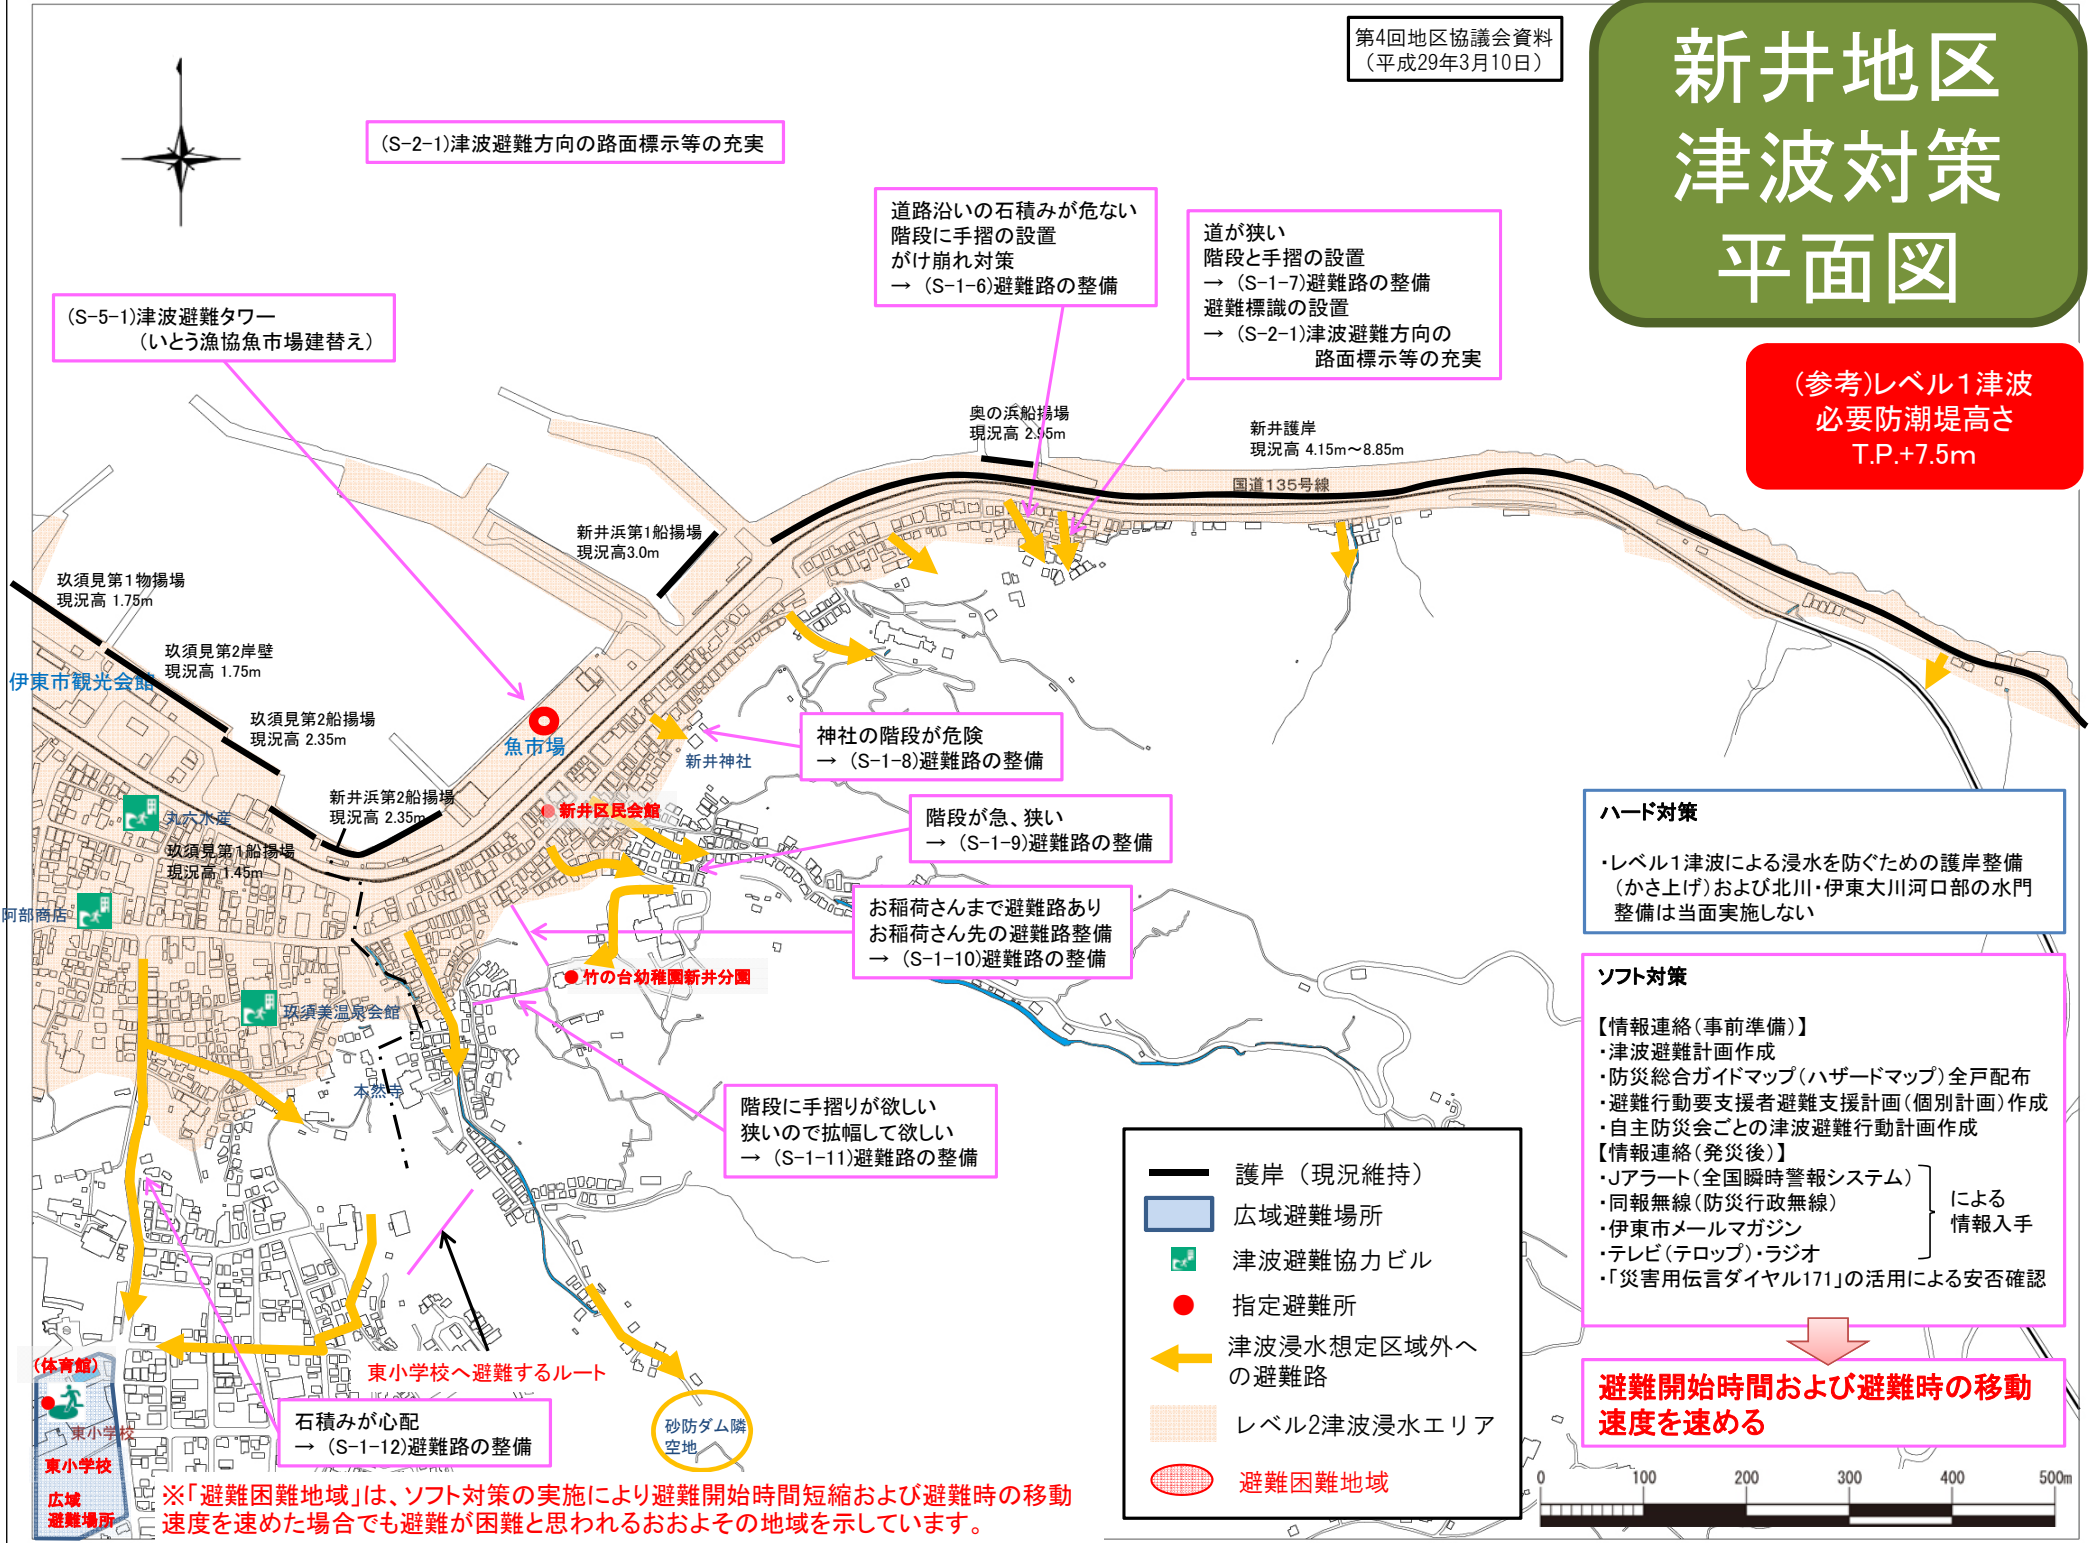 第4回地区協議会資料
（平成29年3月10日）
新井地区
津波対策
平面図
(S-2-1)津波避難方向の路面標示等の充実
道路沿いの石積みが危ない
階段に手摺の設置
がけ崩れ対策
→ (S-1-6)避難路の整備
道が狭い
階段と手摺の設置
→ (S-1-7)避難路の整備
避難標識の設置
→ (S-2-1)津波避難方向の
路面標示等の充実
(S-5-1)津波避難タワー
（いとう漁協魚市場建替え）
（参考）レベル１津波
必要防潮堤高さ
T.P.+7.5m
奥の浜船揚場
現況高 2.95m
新井護岸
現況高 4.15m～8.85m
国道135号線
新井浜第1船揚場
現況高3.0m
玖須見第1物揚場
現況高 1.75m
玖須見第2岸壁
現況高 1.75m
伊東市観光会館
玖須見第2船揚場
現況高 2.35m
魚市場
新井神社
神社の階段が危険
→ (S-1-8)避難路の整備
新井浜第2船揚場
現況高 2.35m
丸六水産
玖須見第1船揚場
現況高 1.45m
新井区民会館
階段が急、狭い
→ (S-1-9)避難路の整備
阿部商店
お稲荷さんまで避難路あり
お稲荷さん先の避難路整備
→ (S-1-10)避難路の整備
竹の台幼稚園新井分園
玖須美温泉会館
本然寺
階段に手摺りが欲しい
狭いので拡幅して欲しい
→ (S-1-11)避難路の整備
ハード対策
・レベル１津波による浸水を防ぐための護岸整備
（かさ上げ）および北川・伊東大川河口部の水門
整備は当面実施しない
ソフト対策
【情報連絡（事前準備）】
・津波避難計画作成
・防災総合ガイドマップ（ハザードマップ）全戸配布
・避難行動要支援者避難支援計画（個別計画）作成
・自主防災会ごとの津波避難行動計画作成
【情報連絡（発災後）】
・Jアラート（全国瞬時警報システム）
・同報無線（防災行政無線）
・伊東市メールマガジン
・テレビ（テロップ）・ラジオ
による
情報入手
・「災害用伝言ダイヤル171」の活用による安否確認
避難開始時間および避難時の移動
速度を速める
護岸（現況維持）
広域避難場所
津波避難協力ビル
指定避難所
津波浸水想定区域外へ
の避難路
レベル2津波浸水エリア
避難困難地域
東小学校へ避難するルート
（体育館）
東小学校
東小学校
広域
避難場所
石積みが心配
→ (S-1-12)避難路の整備
砂防ダム隣
空地
※「避難困難地域」は、ソフト対策の実施により避難開始時間短縮および避難時の移動
速度を速めた場合でも避難が困難と思われるおおよその地域を示しています。
0 100 200 300 400 500m